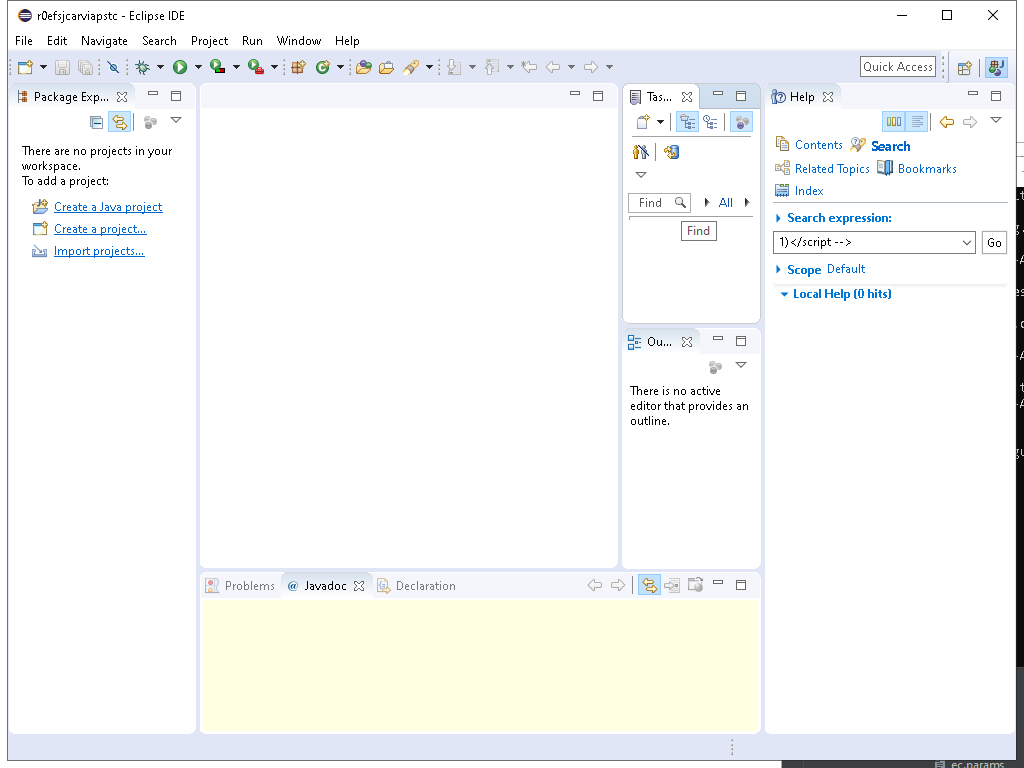 r0efsjcarviapstc - Eclipse IDE
File Edit Navigate Search Project Run Window Help
Quick Access
Package Exp...
There are no projects in your
workspace.
To add a project:
Create a Java project
Create a project...
Import projects...
Tas...
Find
All
Find
Ou...
There is no active
editor that provides an
outline.
Help
Contents
Search
Related Topics
Bookmarks
Index
Search expression:
1)</script -->
Go
Scope Default
Local Help (0 hits)
Problems
@ Javadoc
Declaration
ec.params